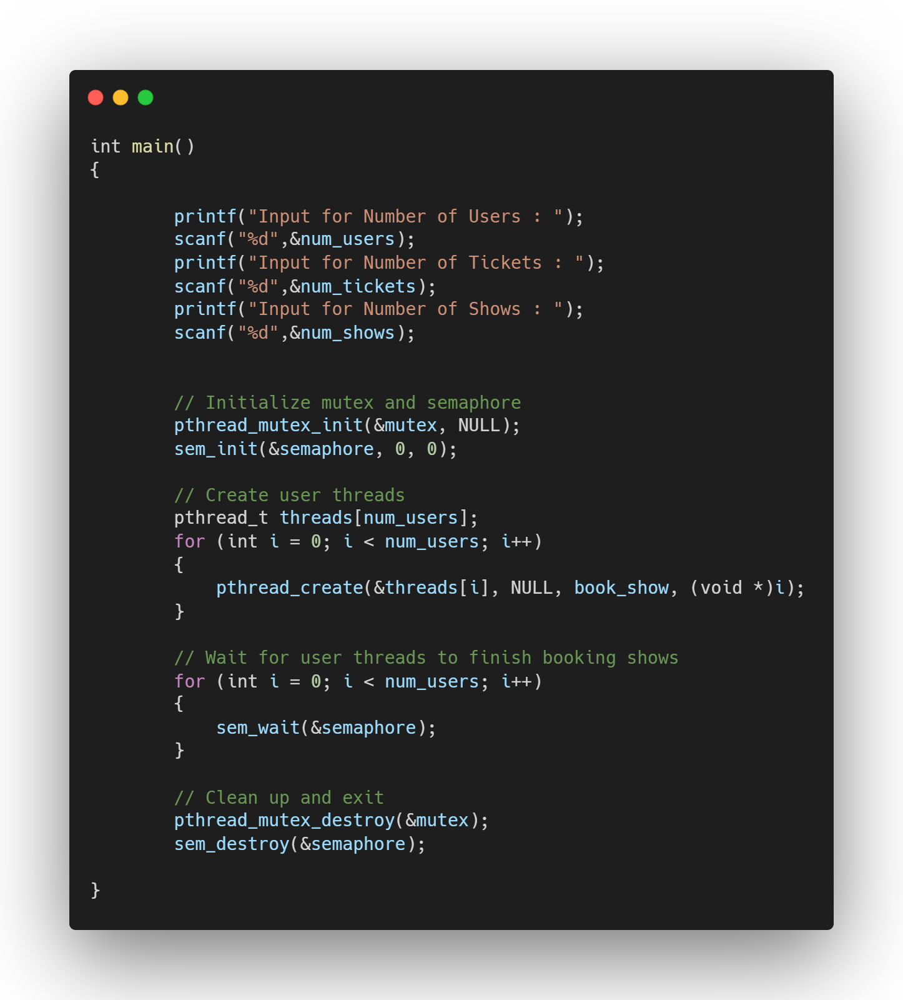 int main()
{
printf("Input for Number of Users : ");
scanf("%d",&num_users);
printf("Input for Number of Tickets : ");
scanf("%d",&num_tickets);
printf("Input for Number of Shows : ");
scanf("%d",&num_shows);
// Initialize mutex and semaphore
pthread_mutex_init(&mutex, NULL);
sem_init(&semaphore, 0, 0);
// Create user threads
pthread_t threads[num_users];
for (int i = 0; i < num_users; i++)
{
pthread_create(&threads[i], NULL, book_show, (void *)i);
}
// Wait for user threads to finish booking shows
for (int i = 0; i < num_users; i++)
{
sem_wait(&semaphore);
}
// Clean up and exit
pthread_mutex_destroy(&mutex);
sem_destroy(&semaphore);
}